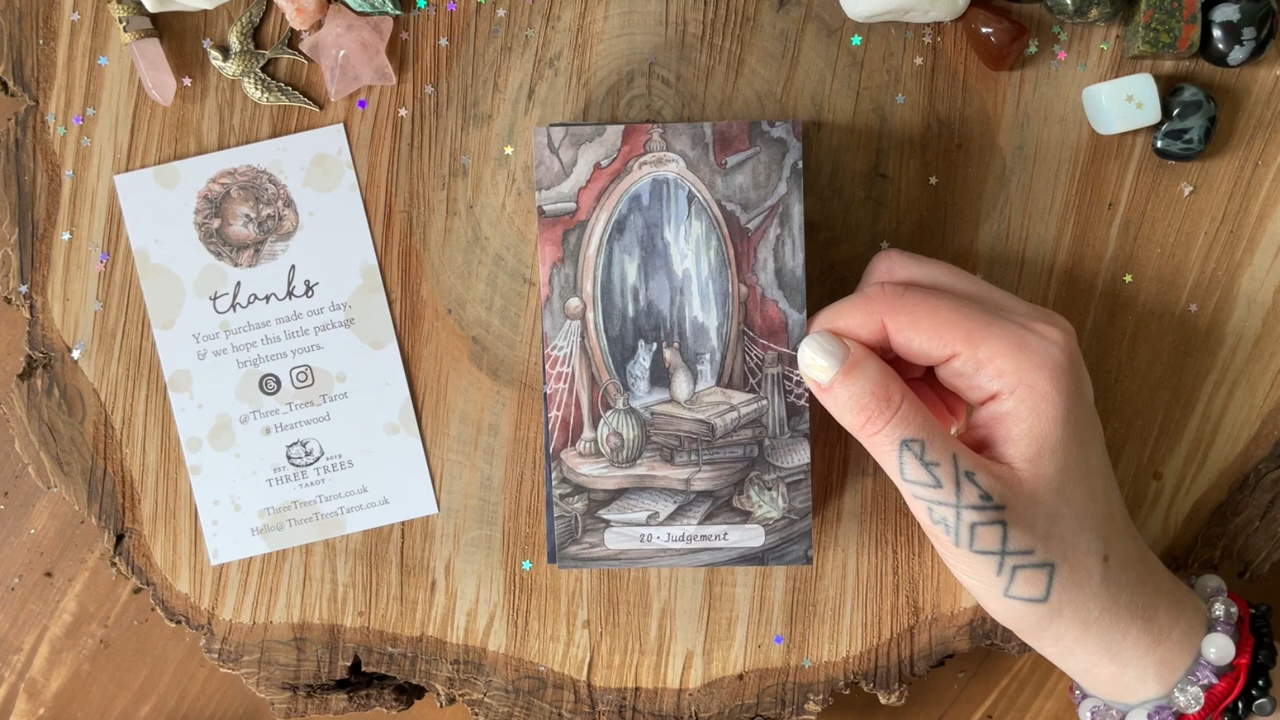 thanks
Your purchase made our day,
& we hope this little package
brightens yours.
@Three_Trees_Tarot
# Heartwood
EST 2019
THREE TREES
· TAROT ·
ThreeTreesTarot.co.uk
Hello@ThreeTreesTarot.co.uk
20 • Judgement